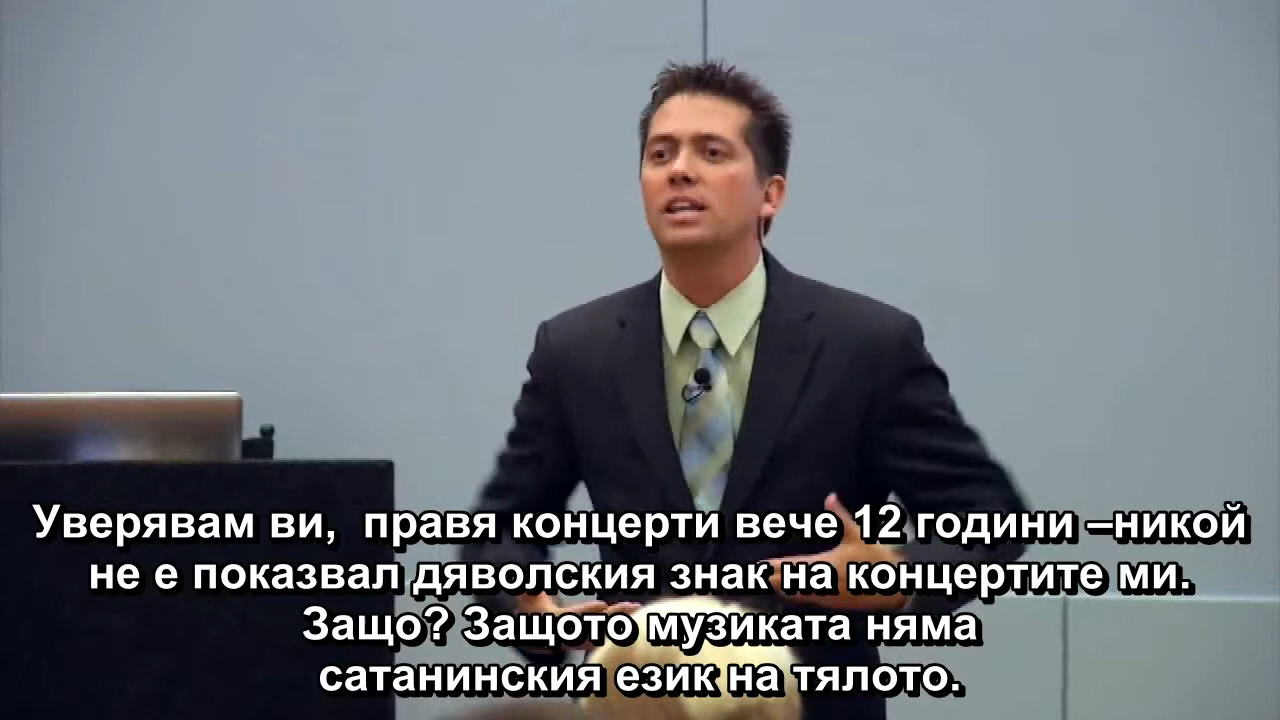 Уверявам ви,  правя концерти вече 12 години –никой
не е показвал дяволския знак на концертите ми.
Защо? Защото музиката няма
сатанинския език на тялото.